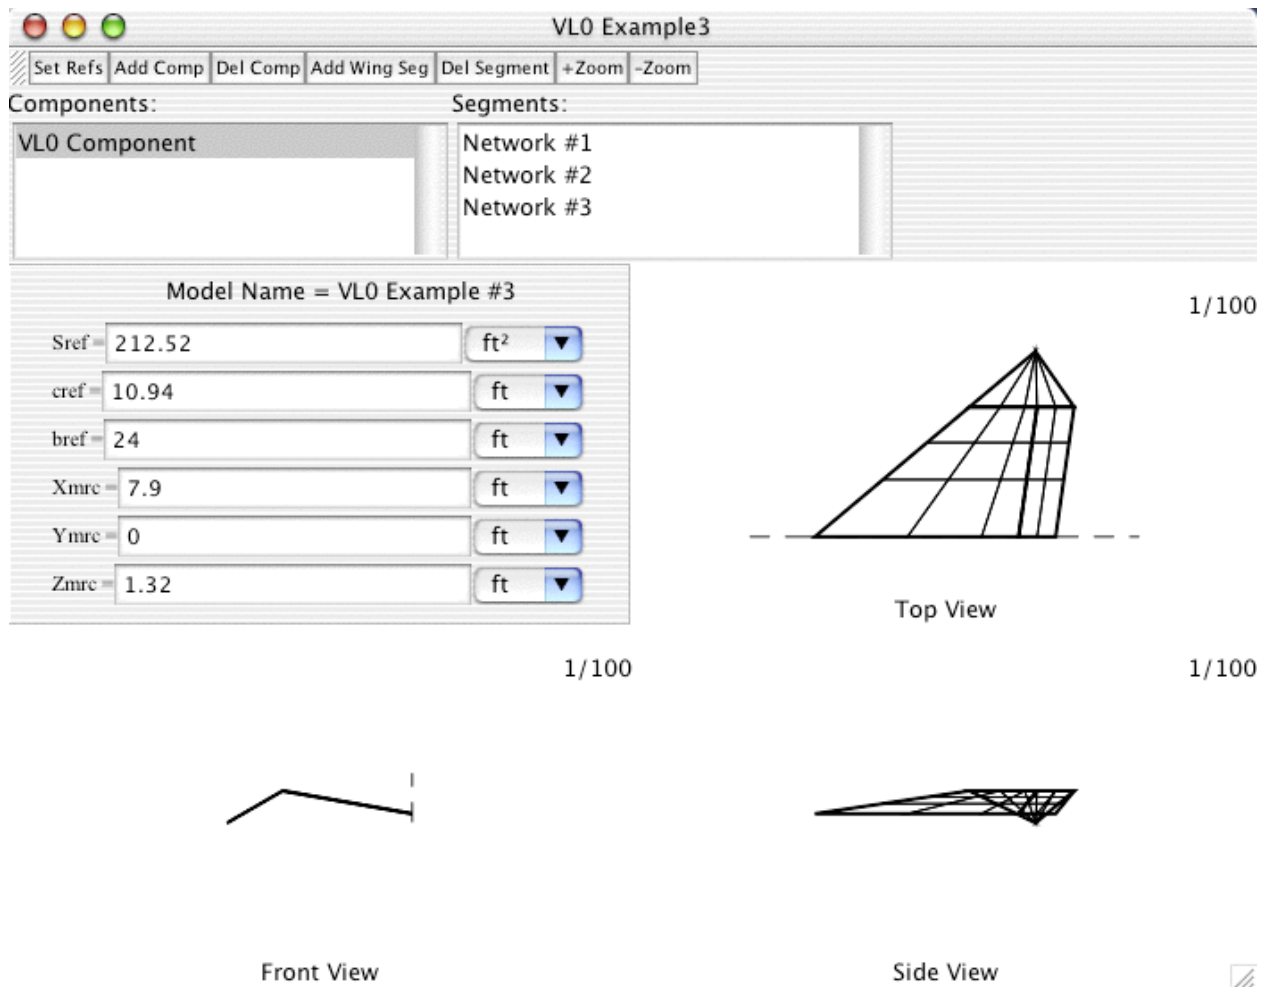 VL0 Example3
Set Refs Add Comp Del Comp Add Wing Seg Del Segment +Zoom -Zoom
Components: Segments:
VL0 Component
Network #1
Network #2
Network #3
Model Name = VL0 Example #3
Sref = 212.52 ft²
cref = 10.94 ft
bref = 24 ft
Xmrc = 7.9 ft
Ymrc = 0 ft
Zmrc = 1.32 ft
1/100
Top View
1/100
Front View
1/100
Side View